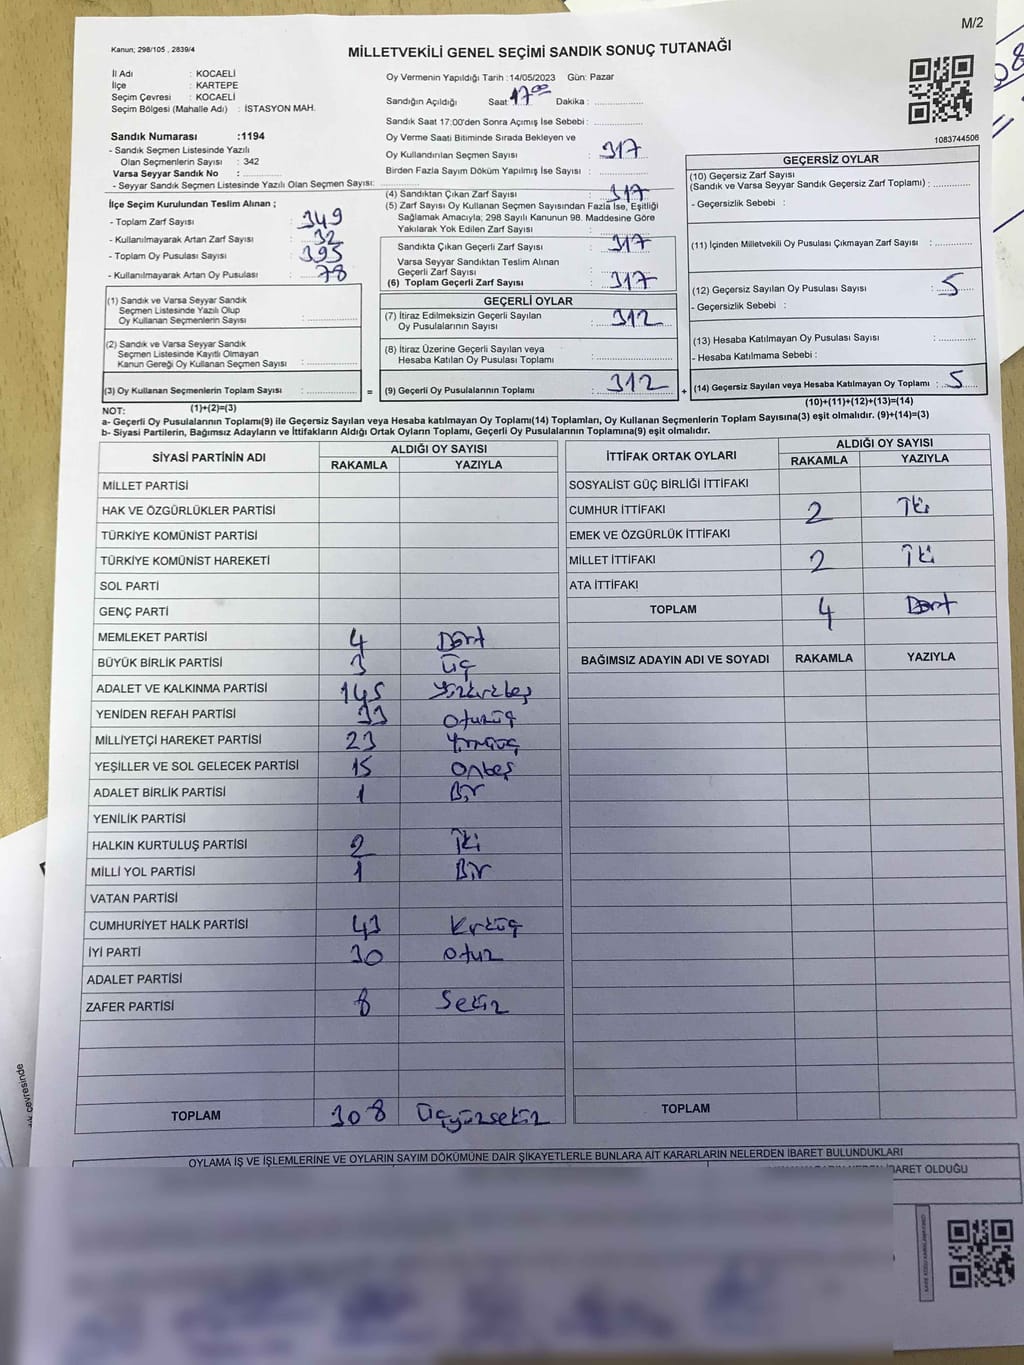 M/2
Kanun; 298/105 , 2839/4
MİLLETVEKİLİ GENEL SEÇİMİ SANDIK SONUÇ TUTANAĞI
İl Adı : KOCAELİ
İlçe : KARTEPE
Seçim Çevresi : KOCAELİ
Seçim Bölgesi (Mahalle Adı) : İSTASYON MAH.
Sandık Numarası :1194
- Sandık Seçmen Listesinde Yazılı
Olan Seçmenlerin Sayısı : 342
Varsa Seyyar Sandık No :
- Seyyar Sandık Seçmen Listesinde Yazılı Olan Seçmen Sayısı:
İlçe Seçim Kurulundan Teslim Alınan ;
- Toplam Zarf Sayısı : 349
- Kullanılmayarak Artan Zarf Sayısı : 32
- Toplam Oy Pusulası Sayısı : 395
- Kullanılmayarak Artan Oy Pusulası : 78
(1) Sandık ve Varsa Seyyar Sandık
Seçmen Listesinde Yazılı Olup
Oy Kullanan Seçmenlerin Sayısı :
(2) Sandık ve Varsa Seyyar Sandık
Seçmen Listesinde Kayıtlı Olmayan
Kanun Gereği Oy Kullanan Seçmen Sayısı :
(3) Oy Kullanan Seçmenlerin Toplam Sayısı :
(1)+(2)=(3)
Oy Vermenin Yapıldığı Tarih :14/05/2023 Gün: Pazar
Sandığın Açıldığı Saat 17.00 Dakika :
Sandık Saat 17:00'den Sonra Açımış İse Sebebi :
Oy Verme Saati Bitiminde Sırada Bekleyen ve
Oy Kullandırılan Seçmen Sayısı : 317
Birden Fazla Sayım Döküm Yapılmış İse Sayısı :
(4) Sandıktan Çıkan Zarf Sayısı : 317
(5) Zarf Sayısı Oy Kullanan Seçmen Sayısından Fazla İse, Eşitliği
Sağlamak Amacıyla; 298 Sayılı Kanunun 98. Maddesine Göre
Yakılarak Yok Edilen Zarf Sayısı :
Sandıkta Çıkan Geçerli Zarf Sayısı : 317
Varsa Seyyar Sandıktan Teslim Alınan
Geçerli Zarf Sayısı :
(6) Toplam Geçerli Zarf Sayısı : 317
GEÇERLİ OYLAR
(7) İtiraz Edilmeksizin Geçerli Sayılan
Oy Pusulalarının Sayısı : 312
(8) İtiraz Üzerine Geçerli Sayılan veya
Hesaba Katılan Oy Pusulası Toplamı :
= (9) Geçerli Oy Pusulalarının Toplamı : 312
1083744506
GEÇERSİZ OYLAR
(10) Geçersiz Zarf Sayısı
(Sandık ve Varsa Seyyar Sandık Geçersiz Zarf Toplamı) :
- Geçersiz Sebebi :
(11) İçinden Milletvekili Oy Pusulası Çıkmayan Zarf Sayısı :
(12) Geçersiz Sayılan Oy Pusulası Sayısı : 5
- Geçersizlik Sebebi :
(13) Hesaba Katılmayan Oy Pusulası Sayısı :
- Hesaba Katılmama Sebebi :
+ (14) Geçersiz Sayılan veya Hesaba Katılmayan Oy Toplamı : 5
(10)+(11)+(12)+(13)=(14)
NOT:
a- Geçerli Oy Pusulalarının Toplamı(9) ile Geçersiz Sayılan veya Hesaba katılmayan Oy Toplamı(14) Toplamları, Oy Kullanan Seçmenlerin Toplam Sayısına(3) eşit olmalıdır. (9)+(14)=(3)
b- Siyasi Partilerin, Bağımsız Adayların ve İttifakların Aldığı Ortak Oyların Toplamı, Geçerli Oy Pusulalarının Toplamına(9) eşit olmalıdır.
SİYASİ PARTİNİN ADI ALDIĞI OY SAYISI
RAKAMLA YAZIYLA
MİLLET PARTİSİ
HAK VE ÖZGÜRLÜKLER PARTİSİ
TÜRKİYE KOMÜNİST PARTİSİ
TÜRKİYE KOMÜNİST HAREKETİ
SOL PARTİ
GENÇ PARTİ
MEMLEKET PARTİSİ 4 Dört
BÜYÜK BİRLİK PARTİSİ 3 Üç
ADALET VE KALKINMA PARTİSİ 145 Yüzkırkbeş
YENİDEN REFAH PARTİSİ 33 Otuzüç
MİLLİYETÇİ HAREKET PARTİSİ 23 Yirmiüç
YEŞİLLER VE SOL GELECEK PARTİSİ 15 Onbeş
ADALET BİRLİK PARTİSİ 1 Bir
YENİLİK PARTİSİ
HALKIN KURTULUŞ PARTİSİ 2 İki
MİLLİ YOL PARTİSİ 1 Bir
VATAN PARTİSİ
CUMHURİYET HALK PARTİSİ 43 Kırküç
İYİ PARTİ 30 Otuz
ADALET PARTİSİ
ZAFER PARTİSİ 8 Sekiz
TOPLAM 308 Üçyüzsekiz
İTTİFAK ORTAK OYLARI ALDIĞI OY SAYISI
RAKAMLA YAZIYLA
SOSYALİST GÜÇ BİRLİĞİ İTTİFAKI
CUMHUR İTTİFAKI 2 İki
EMEK VE ÖZGÜRLÜK İTTİFAKI
MİLLET İTTİFAKI 2 İki
ATA İTTİFAKI
TOPLAM 4 Dört
BAĞIMSIZ ADAYIN ADI VE SOYADI RAKAMLA YAZIYLA
TOPLAM
OYLAMA İŞ VE İŞLEMLERİNE VE OYLARIN SAYIM DÖKÜMÜNE DAİR ŞİKAYETLERLE BUNLARA AİT KARARLARIN NELERDEN İBARET BULUNDUKLARI
İBARET OLDUĞU